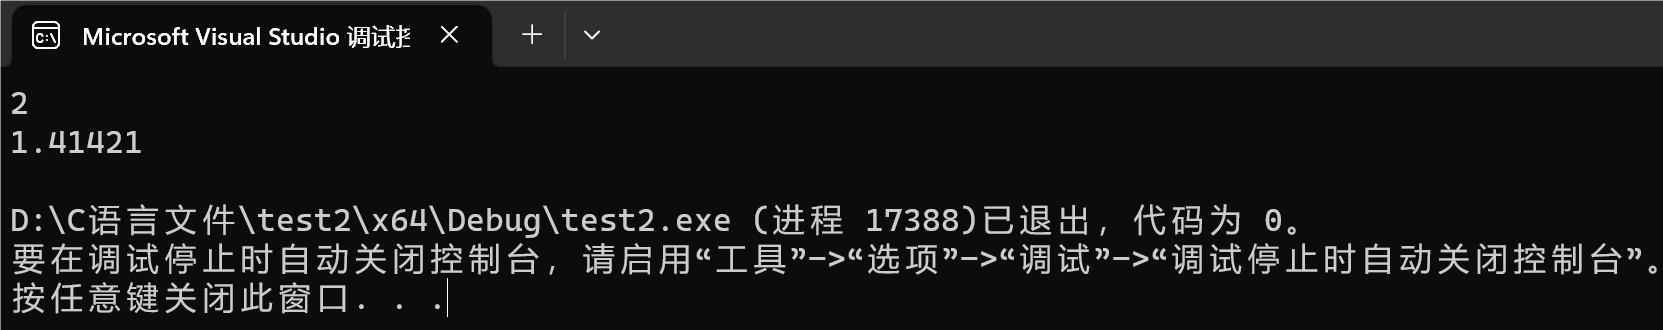 Microsoft Visual Studio 调试控
2
1.41421
D:\C语言文件\test2\x64\Debug\test2.exe (进程 17388)已退出，代码为 0。
要在调试停止时自动关闭控制台，请启用“工具”->“选项”->“调试”->“调试停止时自动关闭控制台”。
按任意键关闭此窗口. . .